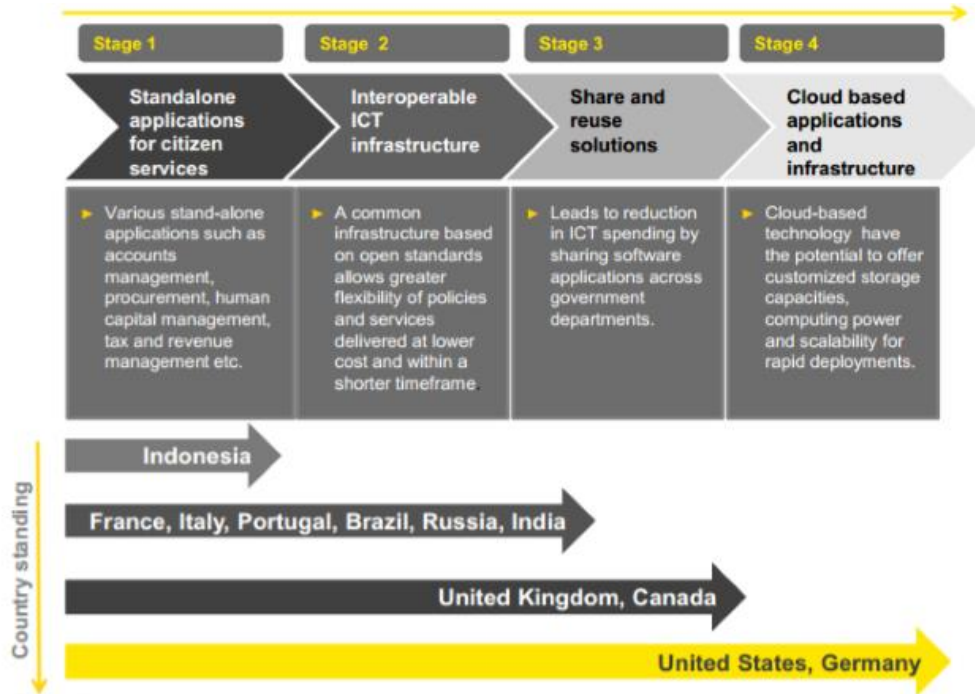 Stage 1
Stage 2
Stage 3
Stage 4
Standalone
applications
for citizen
services
Interoperable
ICT
infrastructure
Share and
reuse
solutions
Cloud based
applications
and
infrastructure
► Various stand-alone
applications such as
accounts
management,
procurement, human
capital management,
tax and revenue
management etc.
► A common
infrastructure based
on open standards
allows greater
flexibility of policies
and services
delivered at lower
cost and within a
shorter timeframe.
► Leads to reduction
in ICT spending by
sharing software
applications across
government
departments.
► Cloud-based
technology have
the potential to offer
customized storage
capacities,
computing power
and scalability for
rapid deployments.
Country standing
Indonesia
France, Italy, Portugal, Brazil, Russia, India
United Kingdom, Canada
United States, Germany